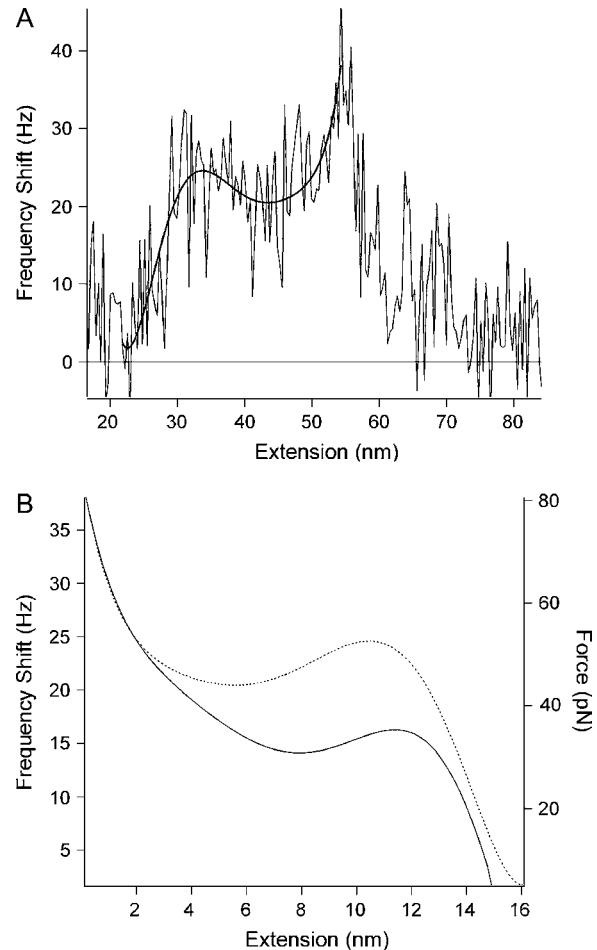 A
Frequency Shift (Hz)
40
30
20
10
0
20 30 40 50 60 70 80
Extension (nm)
B
Frequency Shift (Hz)
35
30
25
20
15
10
5
80
60
40
20
Force (pN)
2 4 6 8 10 12 14 16
Extension (nm)